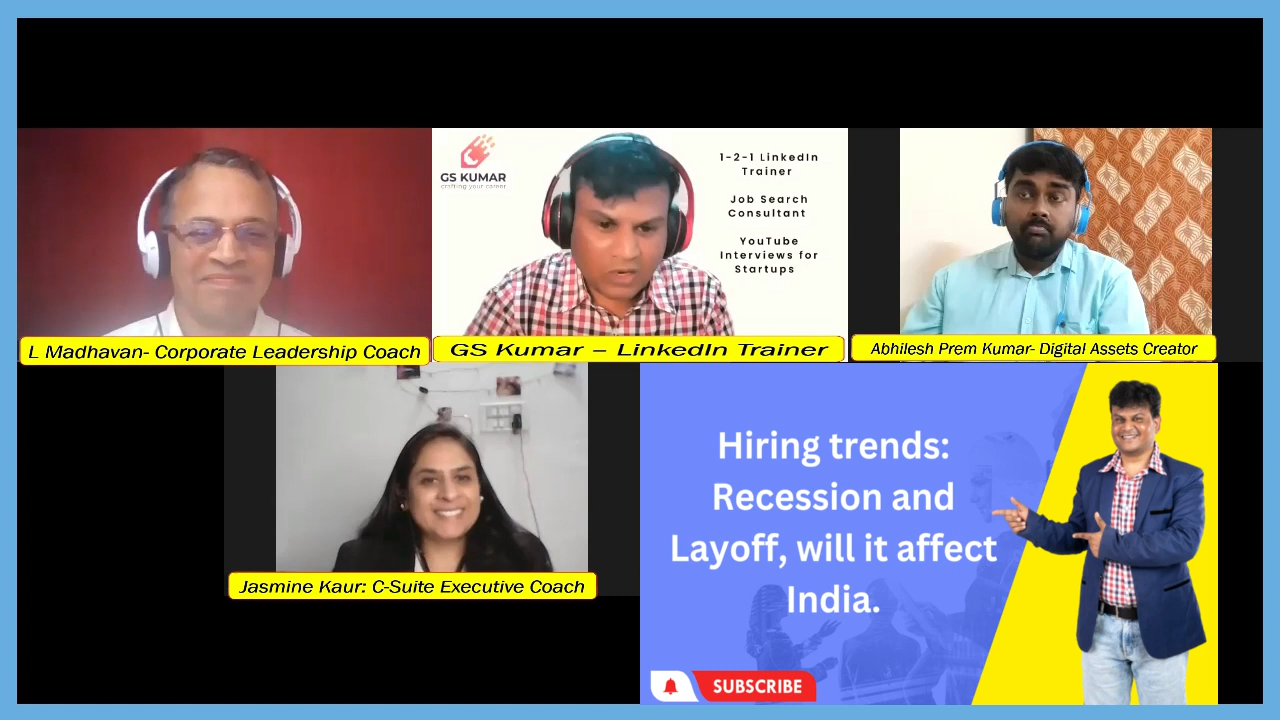 GS KUMAR
crafting your career
1-2-1 LinkedIn
Trainer
Job Search
Consultant
YouTube
Interviews for
Startups
L Madhavan- Corporate Leadership Coach
GS Kumar – LinkedIn Trainer
Abhilesh Prem Kumar- Digital Assets Creator
Jasmine Kaur: C-Suite Executive Coach
Hiring trends:
Recession and
Layoff, will it affect
India.
SUBSCRIBE